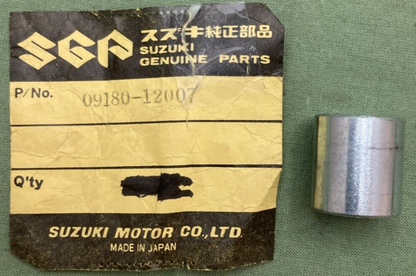 SGP
スズキ純正部品
SUZUKI
GENUINE PARTS
P/No.
09180-12007
Q'ty
SUZUKI MOTOR CO.,LTD.
MADE IN JAPAN